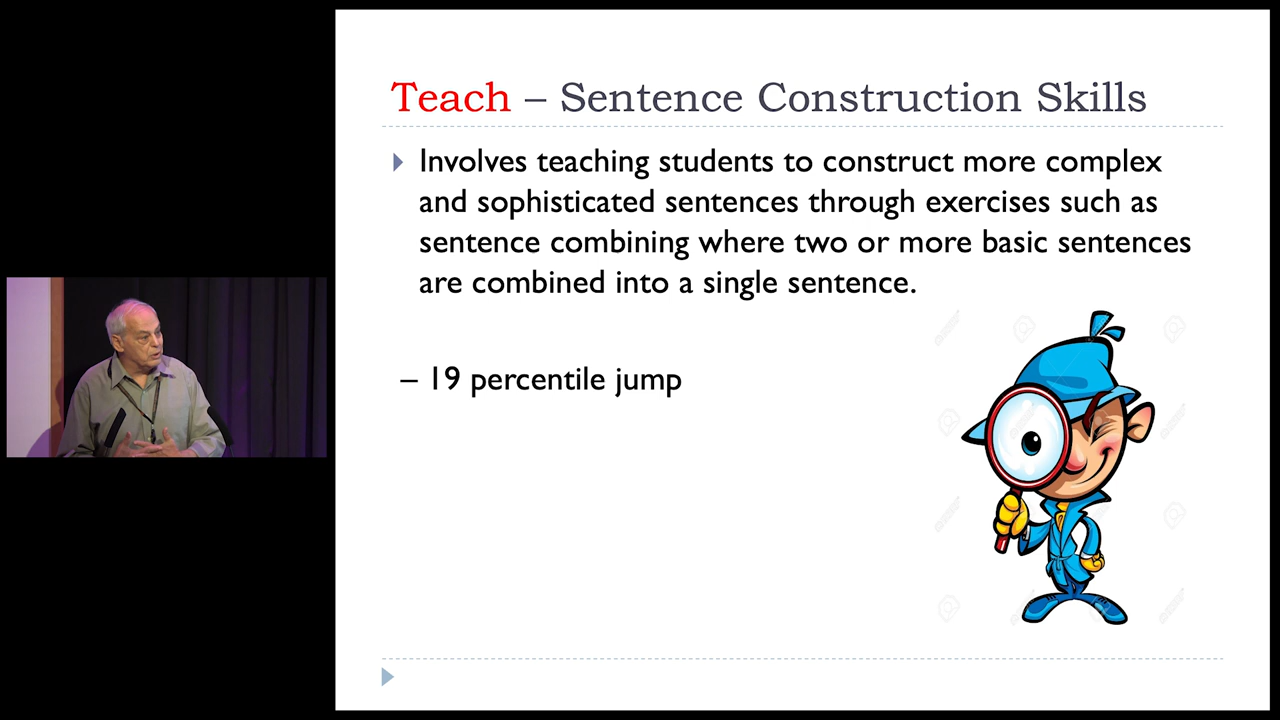 Teach – Sentence Construction Skills
Involves teaching students to construct more complex
and sophisticated sentences through exercises such as
sentence combining where two or more basic sentences
are combined into a single sentence.
– 19 percentile jump